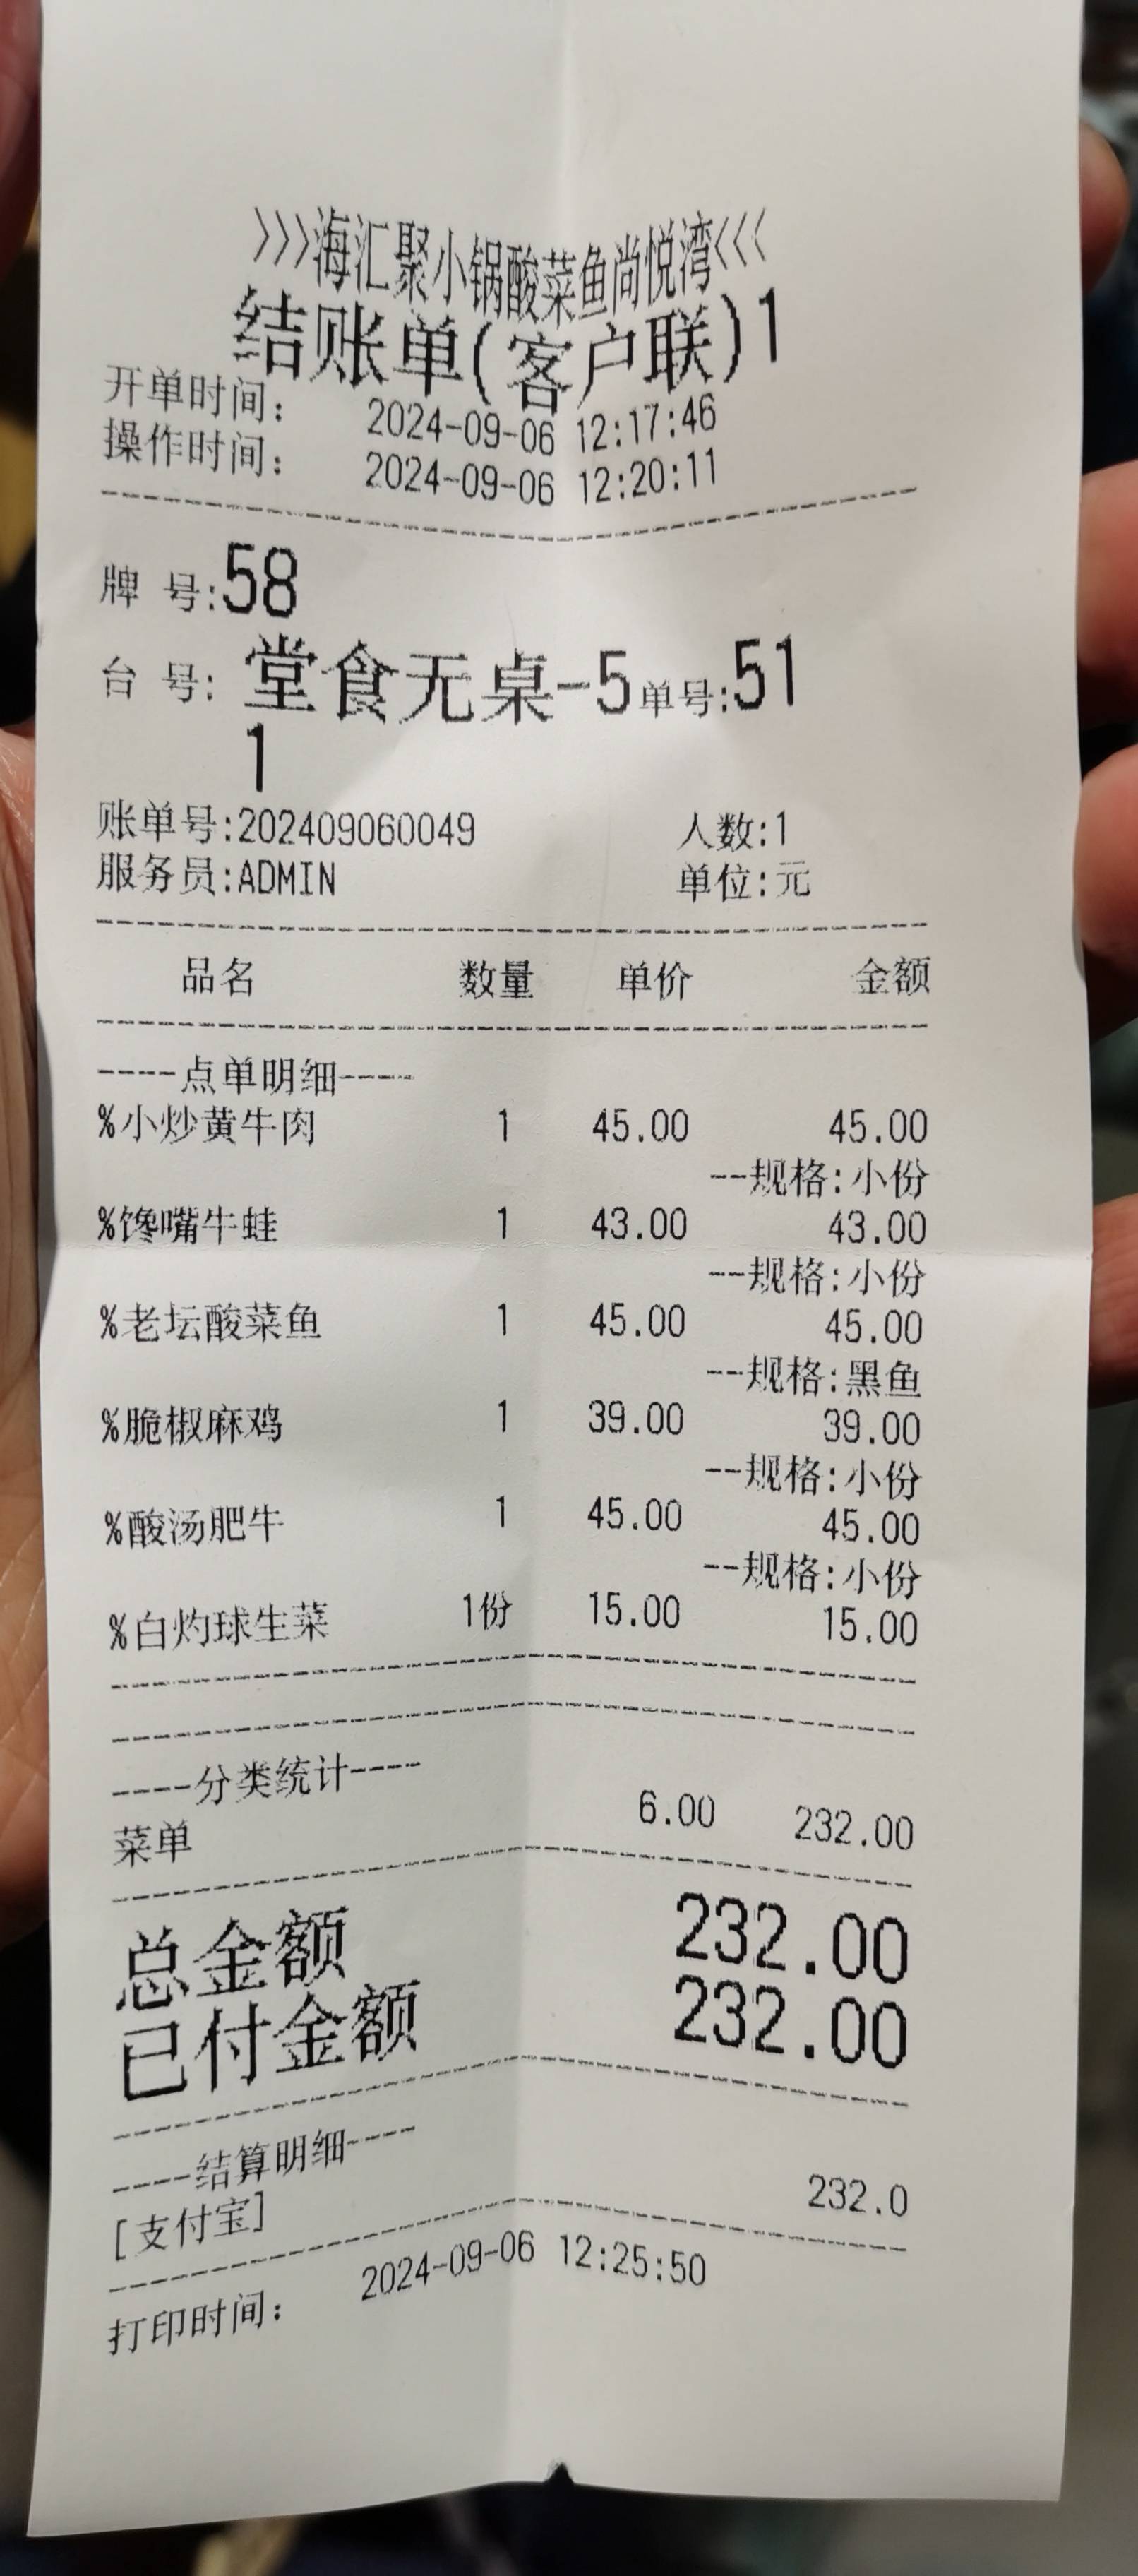 >>>海汇聚小锅酸菜鱼尚悦湾<<<
结账单(客户联)1
开单时间: 2024-09-06 12:17:46
操作时间: 2024-09-06 12:20:11
牌 号:58
台 号: 堂食无桌-5 单号:51
1
账单号:202409060049 人数:1
服务员:ADMIN 单位:元
品名 数量 单价 金额
----点单明细----
%小炒黄牛肉 1 45.00 45.00
--规格:小份
%馋嘴牛蛙 1 43.00 43.00
--规格:小份
%老坛酸菜鱼 1 45.00 45.00
--规格:黑鱼
%脆椒麻鸡 1 39.00 39.00
--规格:小份
%酸汤肥牛 1 45.00 45.00
--规格:小份
%白灼球生菜 1份 15.00 15.00
----分类统计----
菜单 6.00 232.00
总金额 232.00
已付金额 232.00
----结算明细----
[支付宝] 232.0
打印时间: 2024-09-06 12:25:50